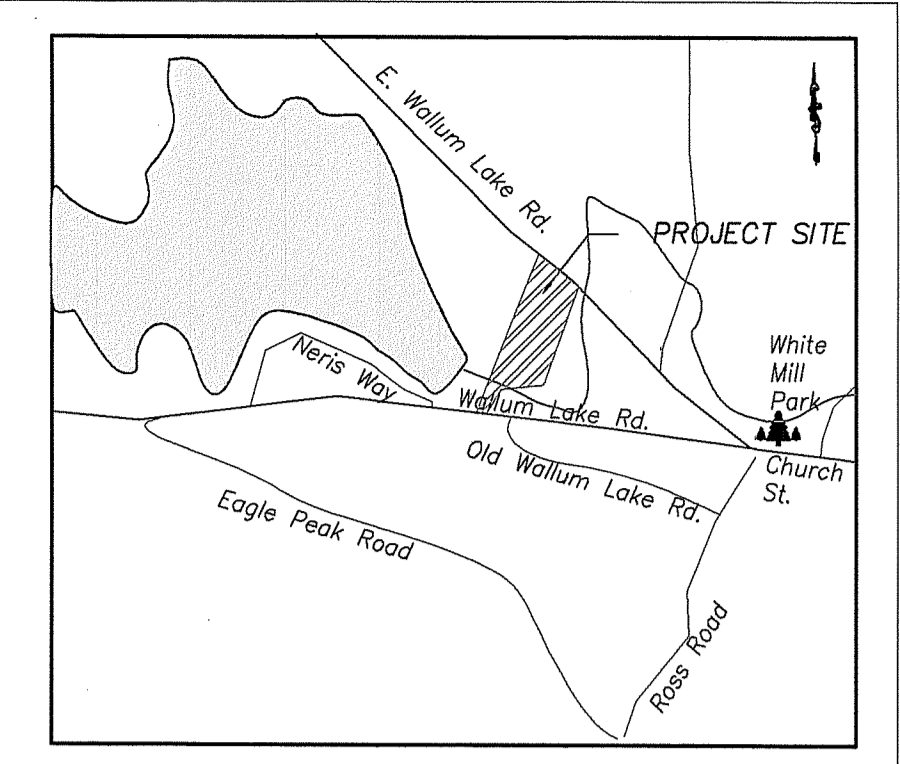 E. Wallum Lake Rd.
PROJECT SITE
White
Mill
Park
Neris Way
Wallum Lake Rd.
Old Wallum Lake Rd.
Church
St.
Eagle Peak Road
Ross Road